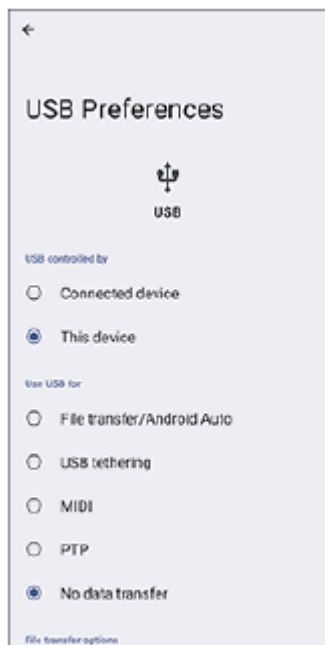 USB Preferences
USB
USB controlled by
Connected device
This device
Use USB for
File transfer/Android Auto
USB tethering
MIDI
PTP
No data transfer
File transfer options